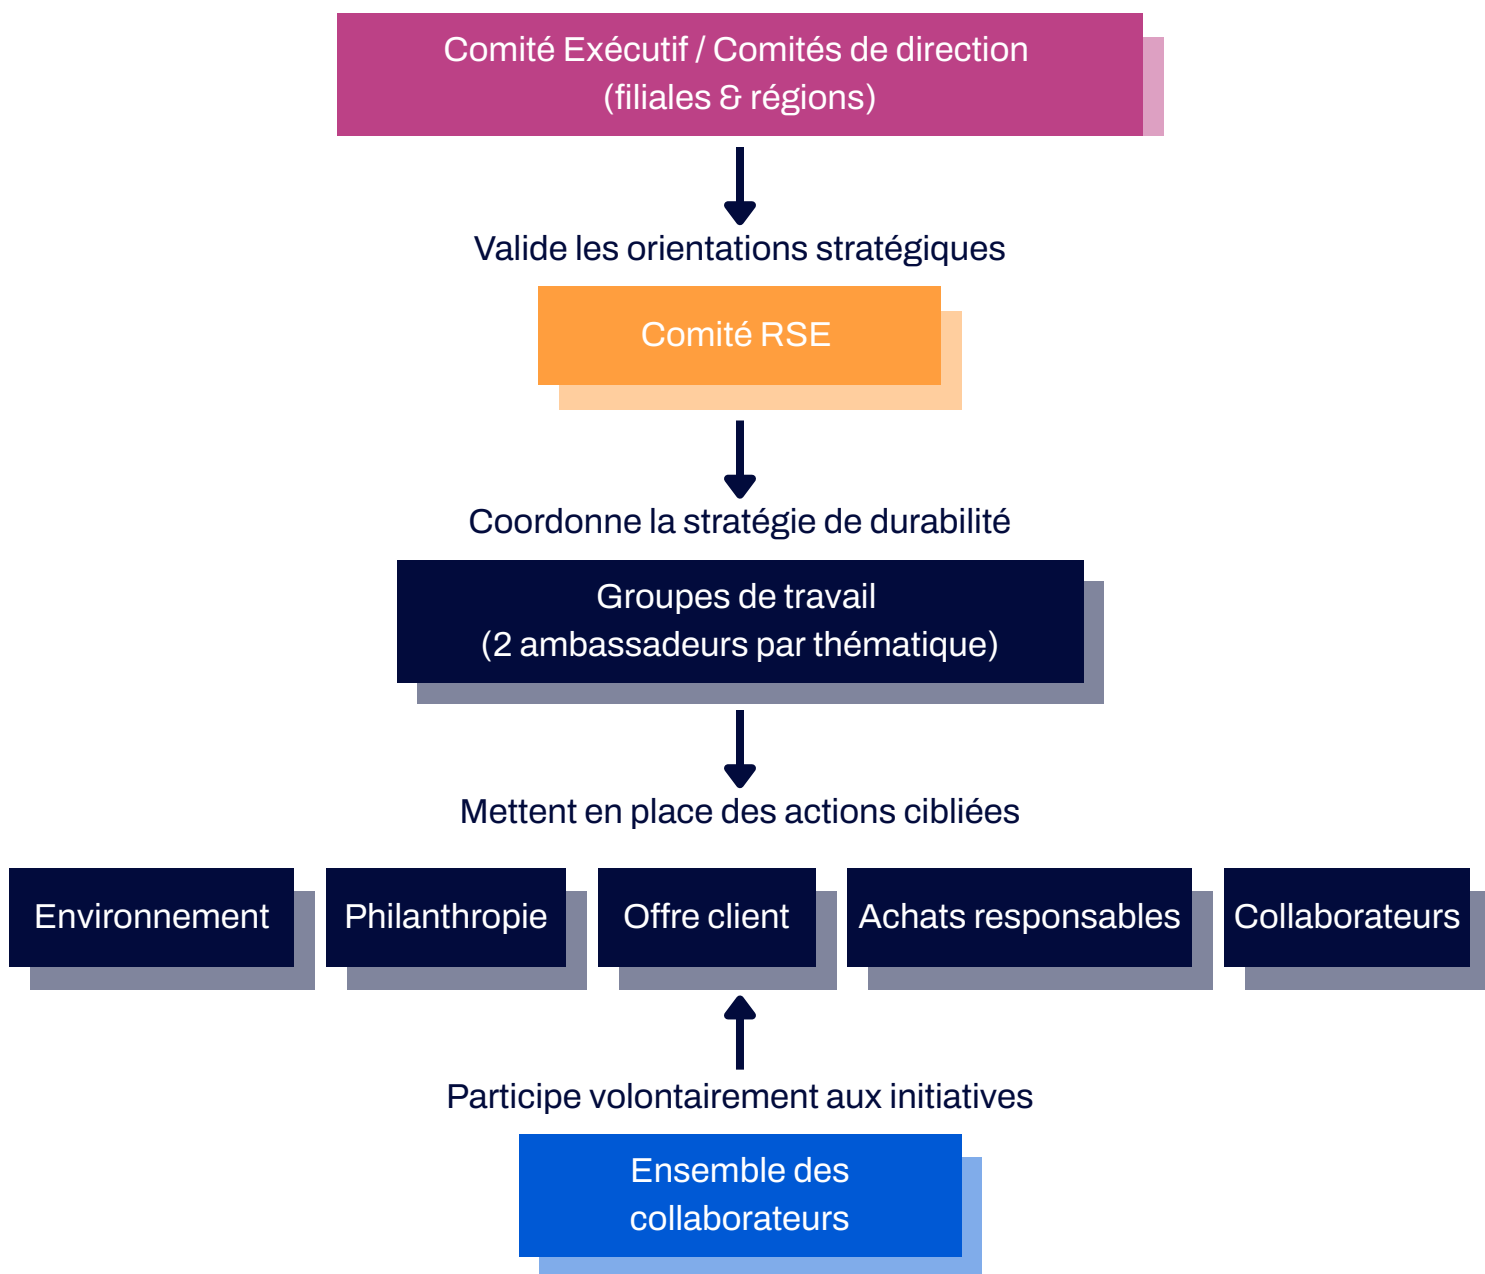 Comité Exécutif / Comités de direction
(filiales & régions)
Valide les orientations stratégiques
Comité RSE
Coordonne la stratégie de durabilité
Groupes de travail
(2 ambassadeurs par thématique)
Mettent en place des actions cibliées
Environnement
Philanthropie
Offre client
Achats responsables
Collaborateurs
Participe volontairement aux initiatives
Ensemble des
collaborateurs